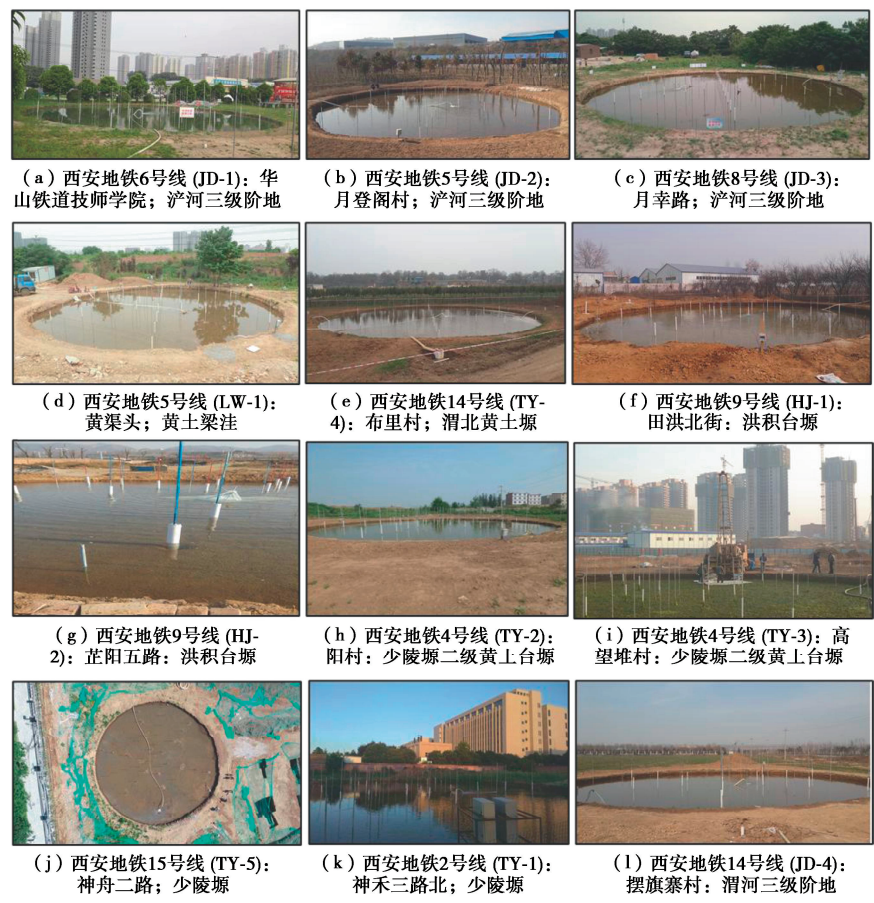 (a) 西安地铁6号线 (JD-1)：华
山铁道技师学院；浐河三级阶地
(b) 西安地铁5号线 (JD-2)：
月登阁村；浐河三级阶地
(c) 西安地铁8号线 (JD-3)：
月幸路；浐河三级阶地
(d) 西安地铁5号线 (LW-1)：
黄渠头；黄土梁洼
(e) 西安地铁14号线 (TY-
4)：布里村；渭北黄土塬
(f) 西安地铁9号线 (HJ-1)：
田洪北街：洪积台塬
(g) 西安地铁9号线 (HJ-
2)：芷阳五路：洪积台塬
(h) 西安地铁4号线 (TY-2)：
阳村：少陵塬二级黄上台塬
(i) 西安地铁4号线 (TY-3)：高
望堆村：少陵塬二级黄上台塬
(j) 西安地铁15号线 (TY-5)：
神舟二路；少陵塬
(k) 西安地铁2号线 (TY-1)：
神禾三路北；少陵塬
(l) 西安地铁14号线 (JD-4)：
摆旗寨村：渭河三级阶地